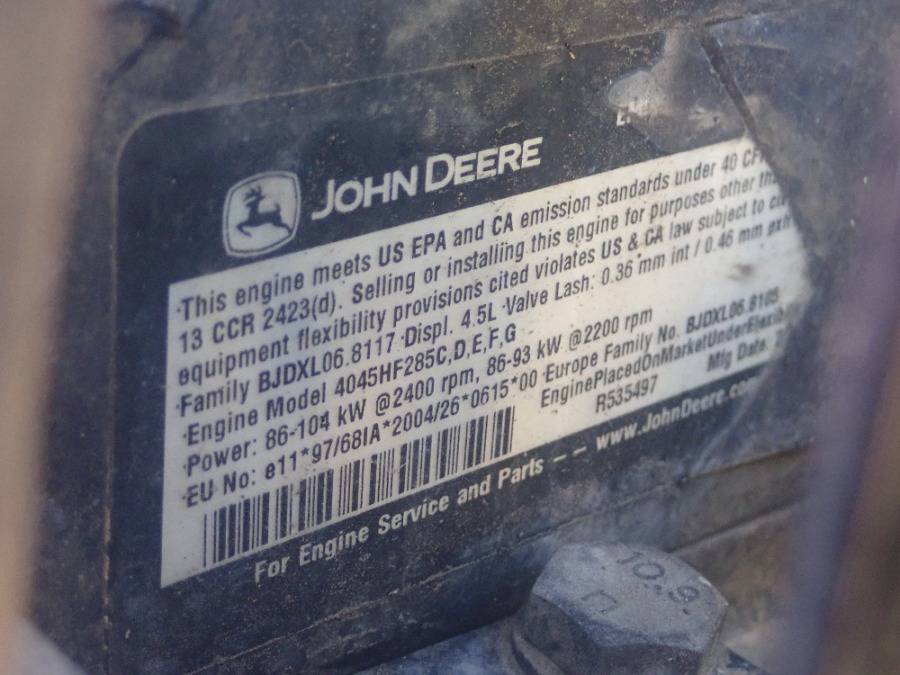 JOHN DEERE
·This engine meets US EPA and CA emission standards under 40 CF
13 CCR 2423(d). Selling or installing this engine for purposes other
equipment flexibility provisions cited violates US & CA law subject to
·Family BJDXL06.8117 ·Displ. 4.5L ·Valve Lash: 0.36 mm int / 0.46 mm exh
·Engine Model 4045HF285C,D,E,F,G
·Power: 86-104 kW @2400 rpm, 86-93 kW @2200 rpm
·EU No: e11*97/68IA*2004/26*0615*00 ·Europe Family No. BJDXL06.8105
EnginePlacedOnMarketUnderFlexib
R535497 Mfg Date.
For Engine Service and Parts – – www.JohnDeere.com
10.9.